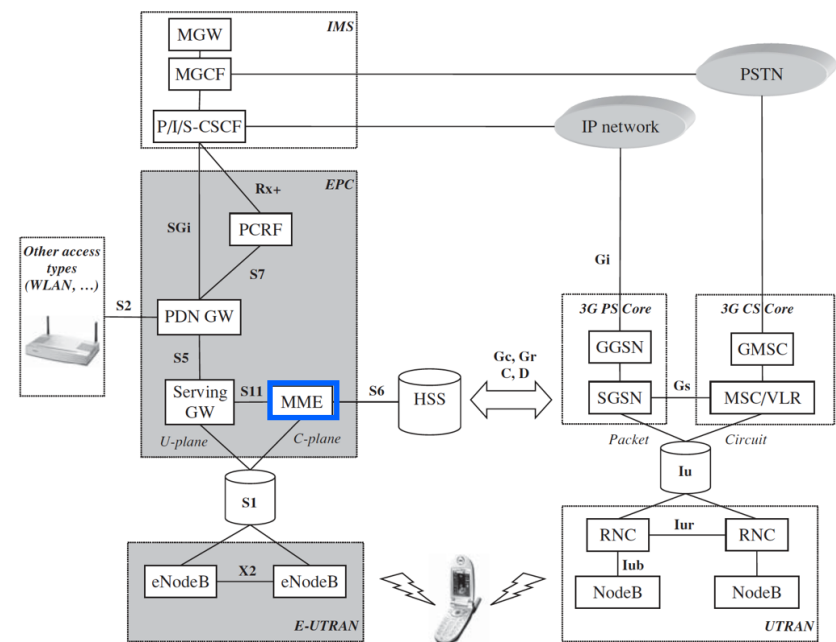 IMS
MGW
MGCF
P/I/S-CSCF
PSTN
IP network
EPC
Rx+
PCRF
SGi
S7
Gi
Other access
types
(WLAN, ...)
S2
PDN GW
S5
Serving
GW
S11
MME
S6
HSS
U-plane
C-plane
Gc, Gr
C, D
3G PS Core
GGSN
SGSN
Gs
3G CS Core
GMSC
MSC/VLR
Packet
Circuit
S1
Iu
eNodeB
X2
eNodeB
E-UTRAN
RNC
Iur
RNC
Iub
NodeB
NodeB
UTRAN